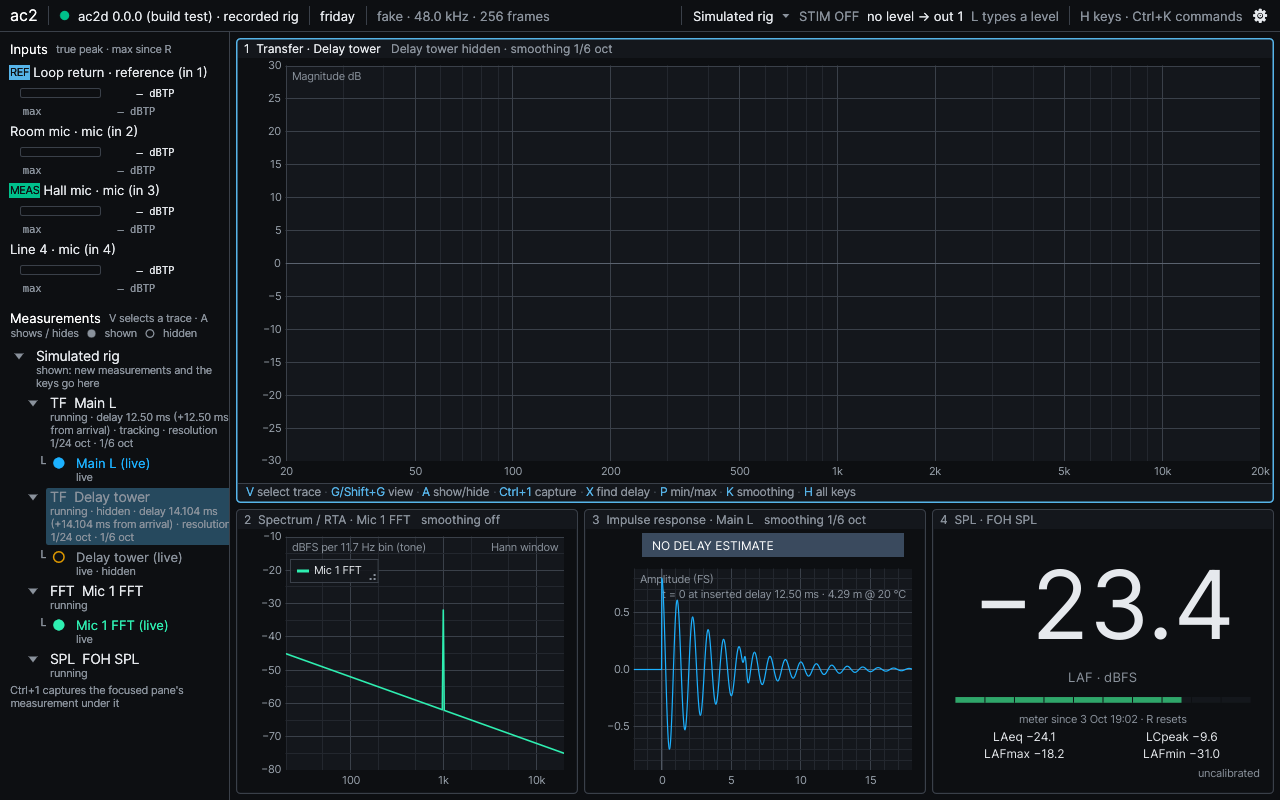 ac2 ac2d 0.0.0 (build test) · recorded rig friday fake · 48.0 kHz · 256 frames Simulated rig STIM OFF no level → out 1 L types a level H keys · Ctrl+K commands
Inputs true peak · max since R
REF Loop return · reference (in 1)
– dBTP
max – dBTP
Room mic · mic (in 2)
– dBTP
max – dBTP
MEAS Hall mic · mic (in 3)
– dBTP
max – dBTP
Line 4 · mic (in 4)
– dBTP
max – dBTP
Measurements V selects a trace · A
shows / hides shown hidden
Simulated rig
shown: new measurements and the
keys go here
TF Main L
running · delay 12.50 ms (+12.50 ms
from arrival) · tracking · resolution
1/24 oct · 1/6 oct
Main L (live)
live
TF Delay tower
running · hidden · delay 14.104 ms
(+14.104 ms from arrival) · resolution
1/24 oct · 1/6 oct
Delay tower (live)
live · hidden
FFT Mic 1 FFT
running
Mic 1 FFT (live)
live
SPL FOH SPL
running
Ctrl+1 captures the focused pane's
measurement under it
1 Transfer · Delay tower Delay tower hidden · smoothing 1/6 oct
Magnitude dB
30
25
20
15
10
5
0
−5
−10
−15
−20
−25
−30
20 50 100 200 500 1k 2k 5k 10k 20k
V select trace · G/Shift+G view · A show/hide · Ctrl+1 capture · X find delay · P min/max · K smoothing · H all keys
2 Spectrum / RTA · Mic 1 FFT smoothing off
dBFS per 11.7 Hz bin (tone) Hann window
Mic 1 FFT
−10
−20
−30
−40
−50
−60
−70
−80
100 1k 10k
3 Impulse response · Main L smoothing 1/6 oct
NO DELAY ESTIMATE
Amplitude (FS)
t = 0 at inserted delay 12.50 ms · 4.29 m @ 20 °C
0.5
0.0
−0.5
0 5 10 15
4 SPL · FOH SPL
−23.4
LAF · dBFS
meter since 3 Oct 19:02 · R resets
LAeq −24.1 LCpeak −9.6
LAFmax −18.2 LAFmin −31.0
uncalibrated